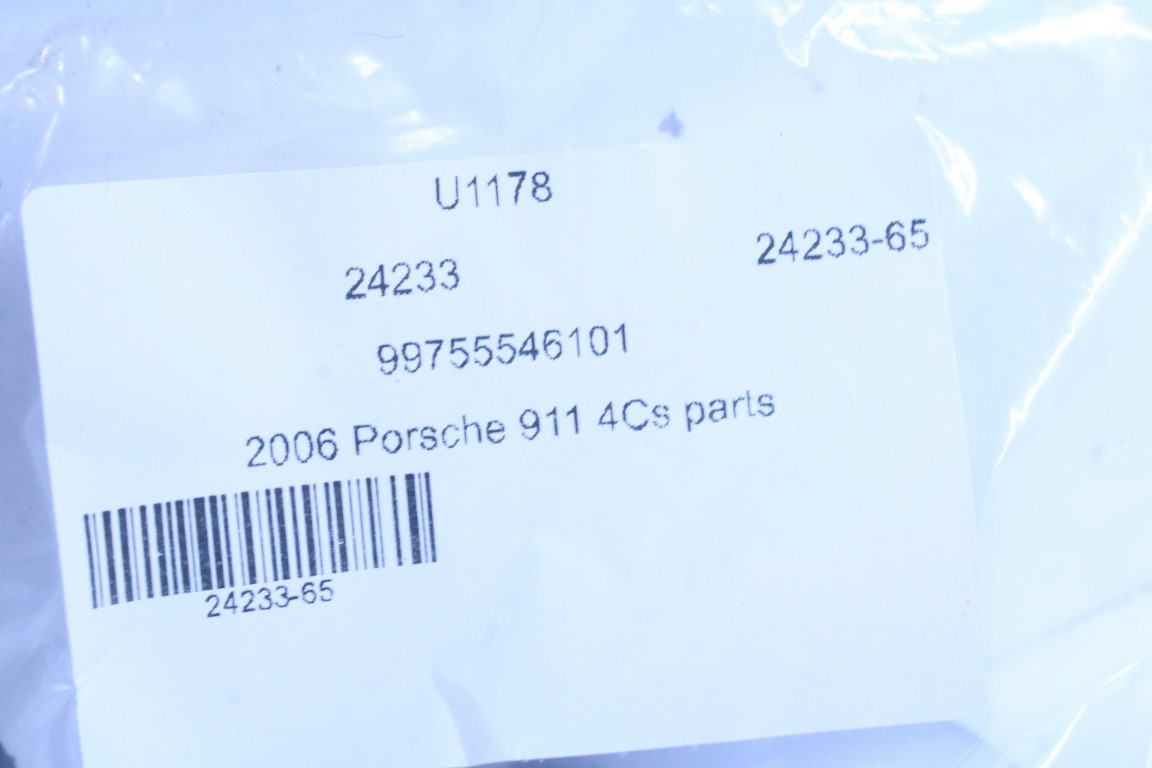 U1178
24233 24233-65
99755546101
2006 Porsche 911 4Cs parts
24233-65